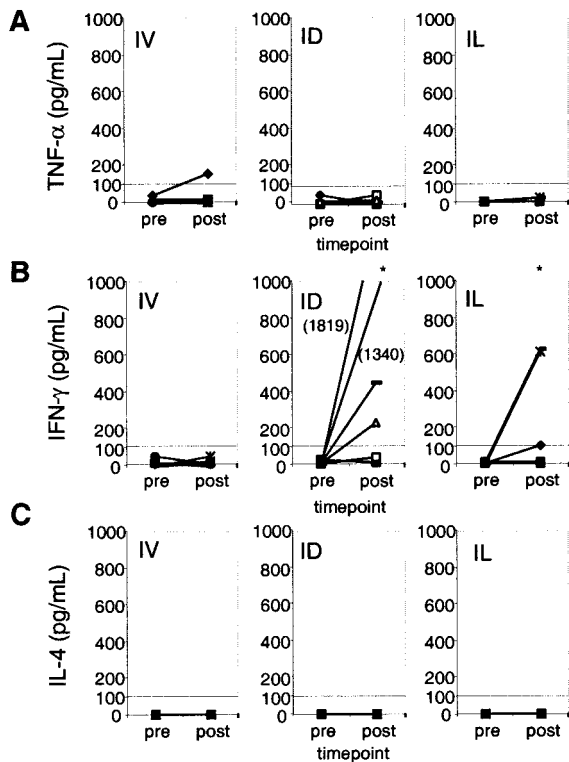 A
TNF-α (pg/mL)
IV
1000
800
600
400
200
100
0
pre post
ID
1000
800
600
400
200
100
0
pre post
timepoint
IL
1000
800
600
400
200
100
0
pre post
B
IFN-γ (pg/mL)
IV
1000
800
600
400
200
100
0
pre post
ID
*
1000
800
600
400
200
100
0
(1819)
(1340)
pre post
timepoint
IL
*
1000
800
600
400
200
100
0
pre post
C
IL-4 (pg/mL)
IV
1000
800
600
400
200
100
0
pre post
ID
1000
800
600
400
200
100
0
pre post
timepoint
IL
1000
800
600
400
200
100
0
pre post